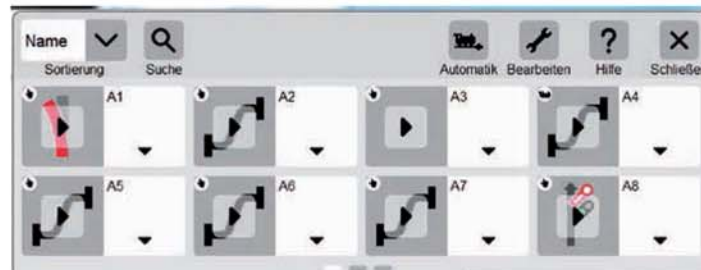 Name
Sortierung Suche Automatik Bearbeiten Hilfe Schließe
A1 A2 A3 A4
A5 A6 A7 A8